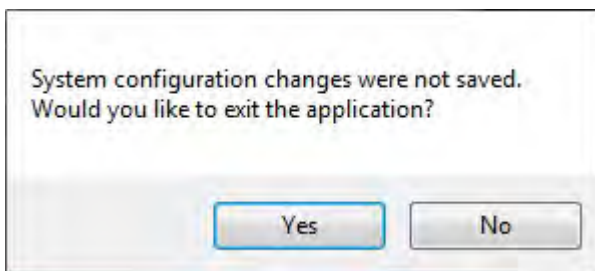 System configuration changes were not saved.
Would you like to exit the application?
Yes No